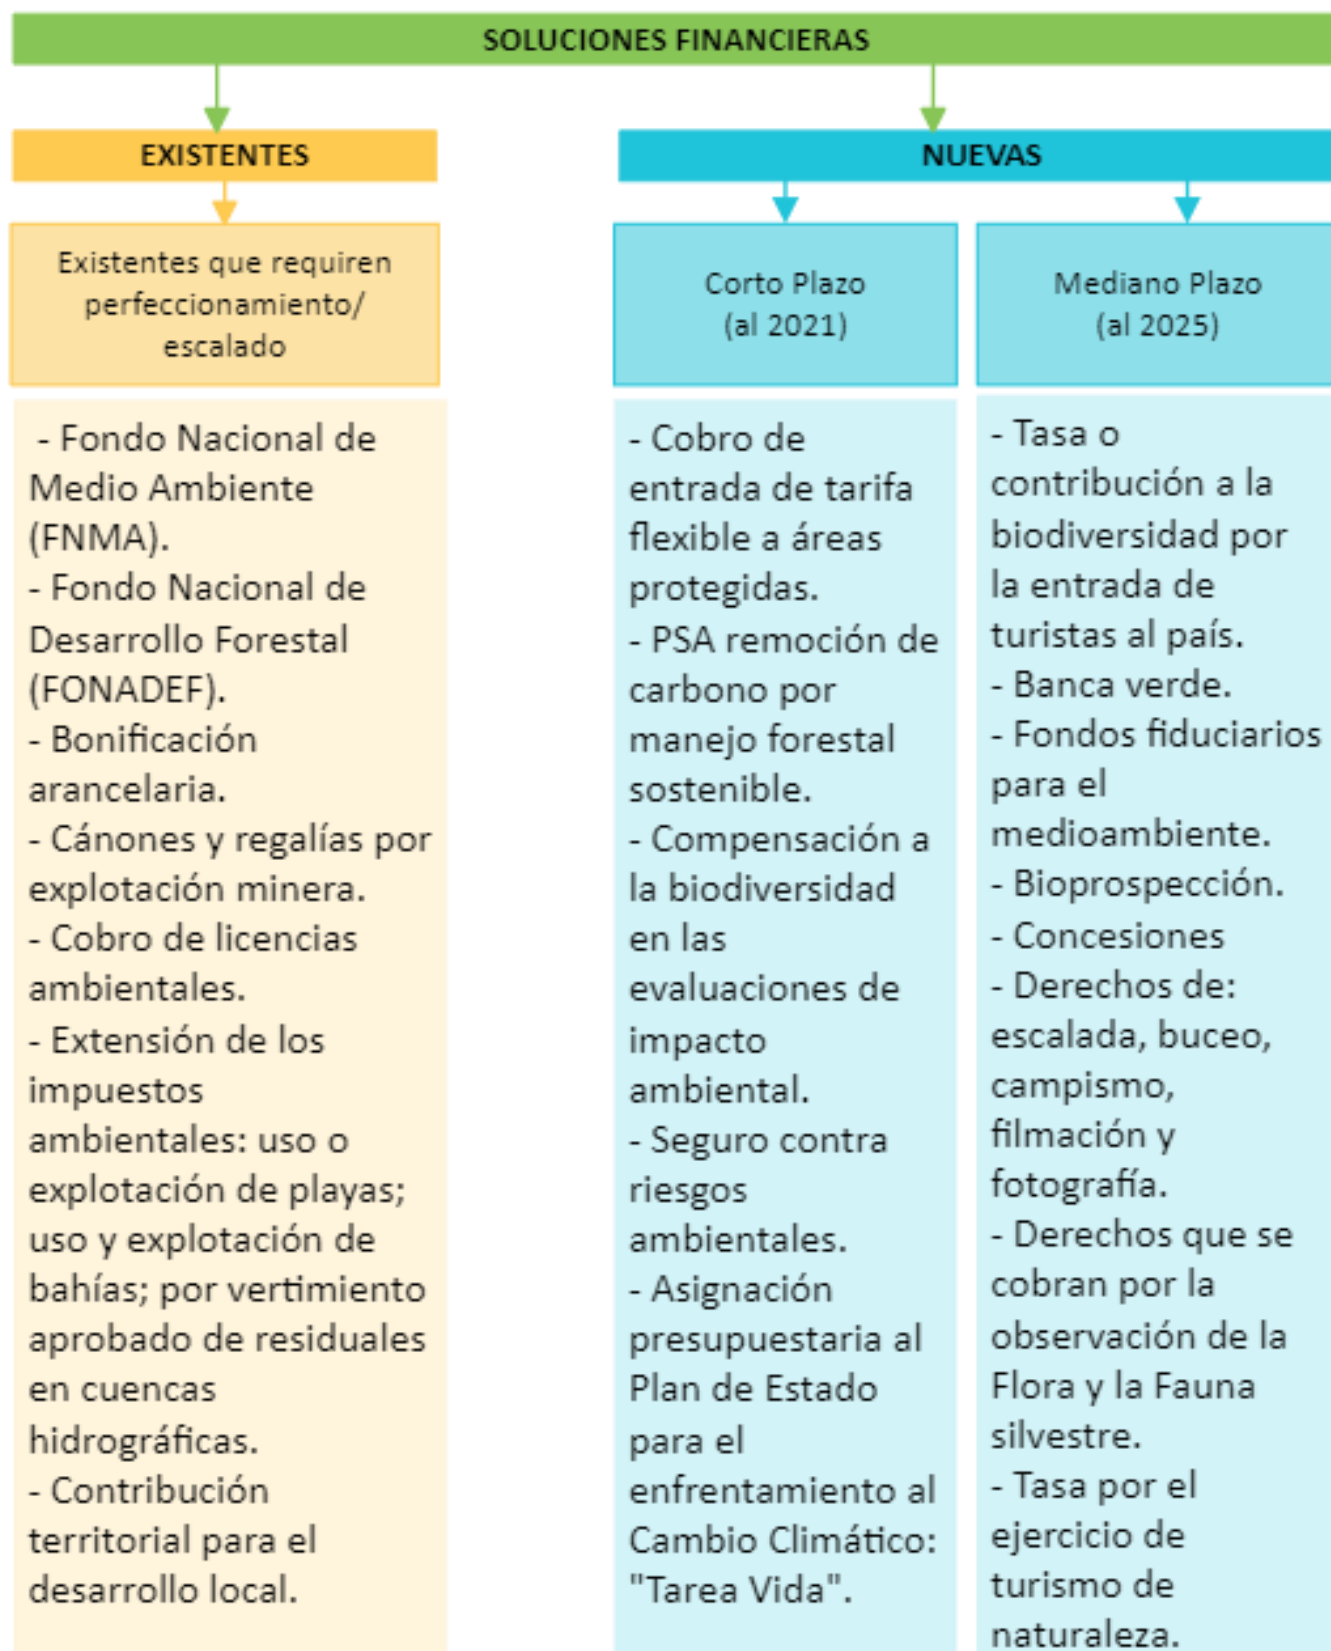 SOLUCIONES FINANCIERAS
EXISTENTES
Existentes que requiren
perfeccionamiento/
escalado
- Fondo Nacional de
Medio Ambiente
(FNMA).
- Fondo Nacional de
Desarrollo Forestal
(FONADEF).
- Bonificación
arancelaria.
- Cánones y regalías por
explotación minera.
- Cobro de licencias
ambientales.
- Extensión de los
impuestos
ambientales: uso o
explotación de playas;
uso y explotación de
bahías; por vertimiento
aprobado de residuales
en cuencas
hidrográficas.
- Contribución
territorial para el
desarrollo local.
NUEVAS
Corto Plazo
(al 2021)
- Cobro de
entrada de tarifa
flexible a áreas
protegidas.
- PSA remoción de
carbono por
manejo forestal
sostenible.
- Compensación a
la biodiversidad
en las
evaluaciones de
impacto
ambiental.
- Seguro contra
riesgos
ambientales.
- Asignación
presupuestaria al
Plan de Estado
para el
enfrentamiento al
Cambio Climático:
"Tarea Vida".
Mediano Plazo
(al 2025)
- Tasa o
contribución a la
biodiversidad por
la entrada de
turistas al país.
- Banca verde.
- Fondos fiduciarios
para el
medioambiente.
- Bioprospección.
- Concesiones
- Derechos de:
escalada, buceo,
campismo,
filmación y
fotografía.
- Derechos que se
cobran por la
observación de la
Flora y la Fauna
silvestre.
- Tasa por el
ejercicio de
turismo de
naturaleza.